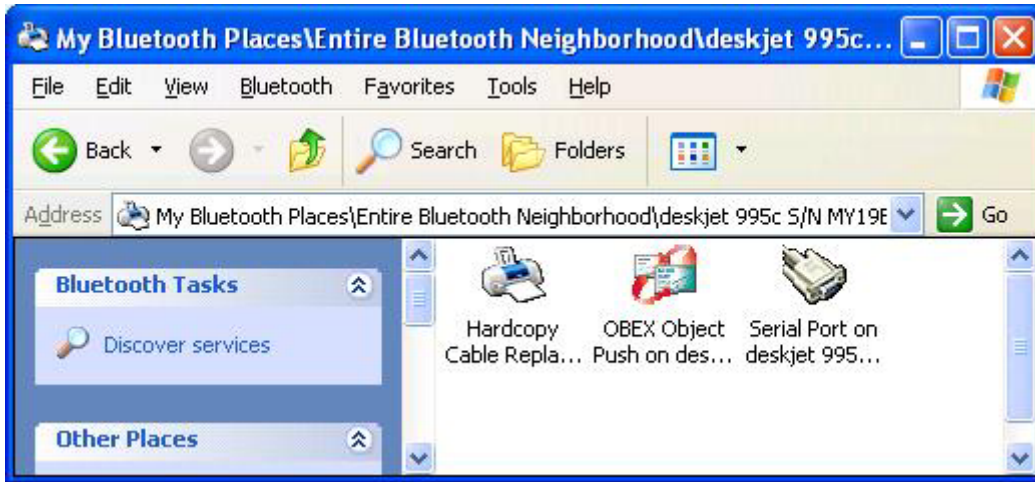 My Bluetooth Places\Entire Bluetooth Neighborhood\deskjet 995c...
File Edit View Bluetooth Favorites Tools Help
Back Search Folders
Address My Bluetooth Places\Entire Bluetooth Neighborhood\deskjet 995c S/N MY19E Go
Bluetooth Tasks
Discover services
Other Places
Hardcopy
Cable Repla...
OBEX Object
Push on des...
Serial Port on
deskjet 995...